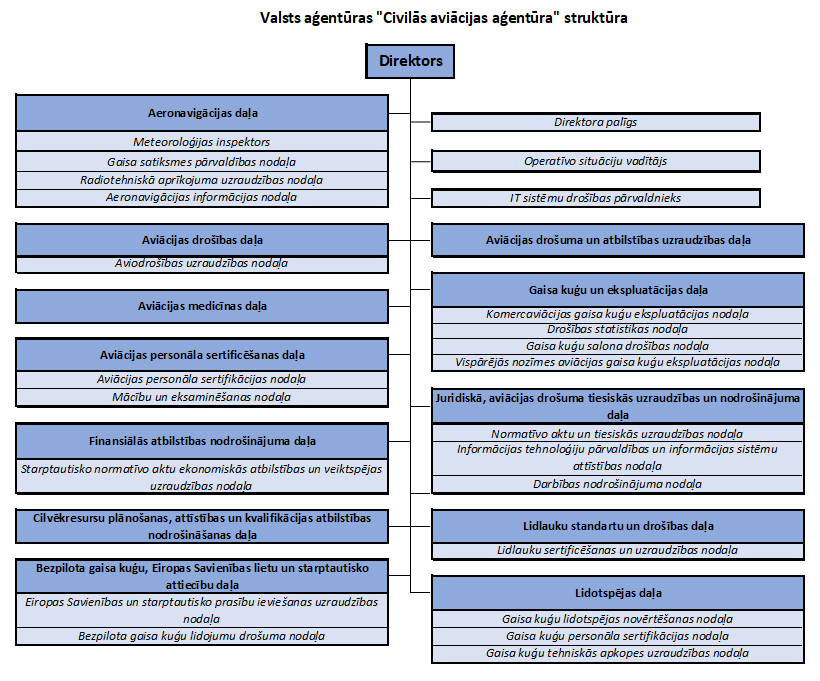 Valsts aģentūras "Civilās aviācijas aģentūra" struktūra
Direktors
Aeronavigācijas daļa
Meteoroloģijas inspektors
Gaisa satiksmes pārvaldības nodaļa
Radiotehniskā aprīkojuma uzraudzības nodaļa
Aeronavigācijas informācijas nodaļa
Aviācijas drošības daļa
Aviodrošības uzraudzības nodaļa
Aviācijas medicīnas daļa
Aviācijas personāla sertificēšanas daļa
Aviācijas personāla sertifikācijas nodaļa
Mācību un eksaminēšanas nodaļa
Finansiālās atbilstības nodrošinājuma daļa
Starptautisko normatīvo aktu ekonomiskās atbilstības un veiktspējas
uzraudzības nodaļa
Cilvēkresursu plānošanas, attīstības un kvalifikācijas atbilstības
nodrošināšanas daļa
Bezpilota gaisa kuģu, Eiropas Savienības lietu un starptautisko
attiecību daļa
Eiropas Savienības un starptautisko prasību ieviešanas uzraudzības
nodaļa
Bezpilota gaisa kuģu lidojumu drošuma nodaļa
Direktora palīgs
Operatīvo situāciju vadītājs
IT sistēmu drošības pārvaldnieks
Aviācijas drošuma un atbilstības uzraudzības daļa
Gaisa kuģu un ekspluatācijas daļa
Komercaviācijas gaisa kuģu ekspluatācijas nodaļa
Drošības statistikas nodaļa
Gaisa kuģu salona drošības nodaļa
Vispārējās nozīmes aviācijas gaisa kuģu ekspluatācijas nodaļa
Juridiskā, aviācijas drošuma tiesiskās uzraudzības un nodrošinājuma
daļa
Normatīvo aktu un tiesiskās uzraudzības nodaļa
Informācijas tehnoloģiju pārvaldības un informācijas sistēmu
attīstības nodaļa
Darbības nodrošinājuma nodaļa
Lidlauku standartu un drošības daļa
Lidlauku sertificēšanas un uzraudzības nodaļa
Lidotspējas daļa
Gaisa kuģu lidotspējas novērtēšanas nodaļa
Gaisa kuģu personāla sertifikācijas nodaļa
Gaisa kuģu tehniskās apkopes uzraudzības nodaļa